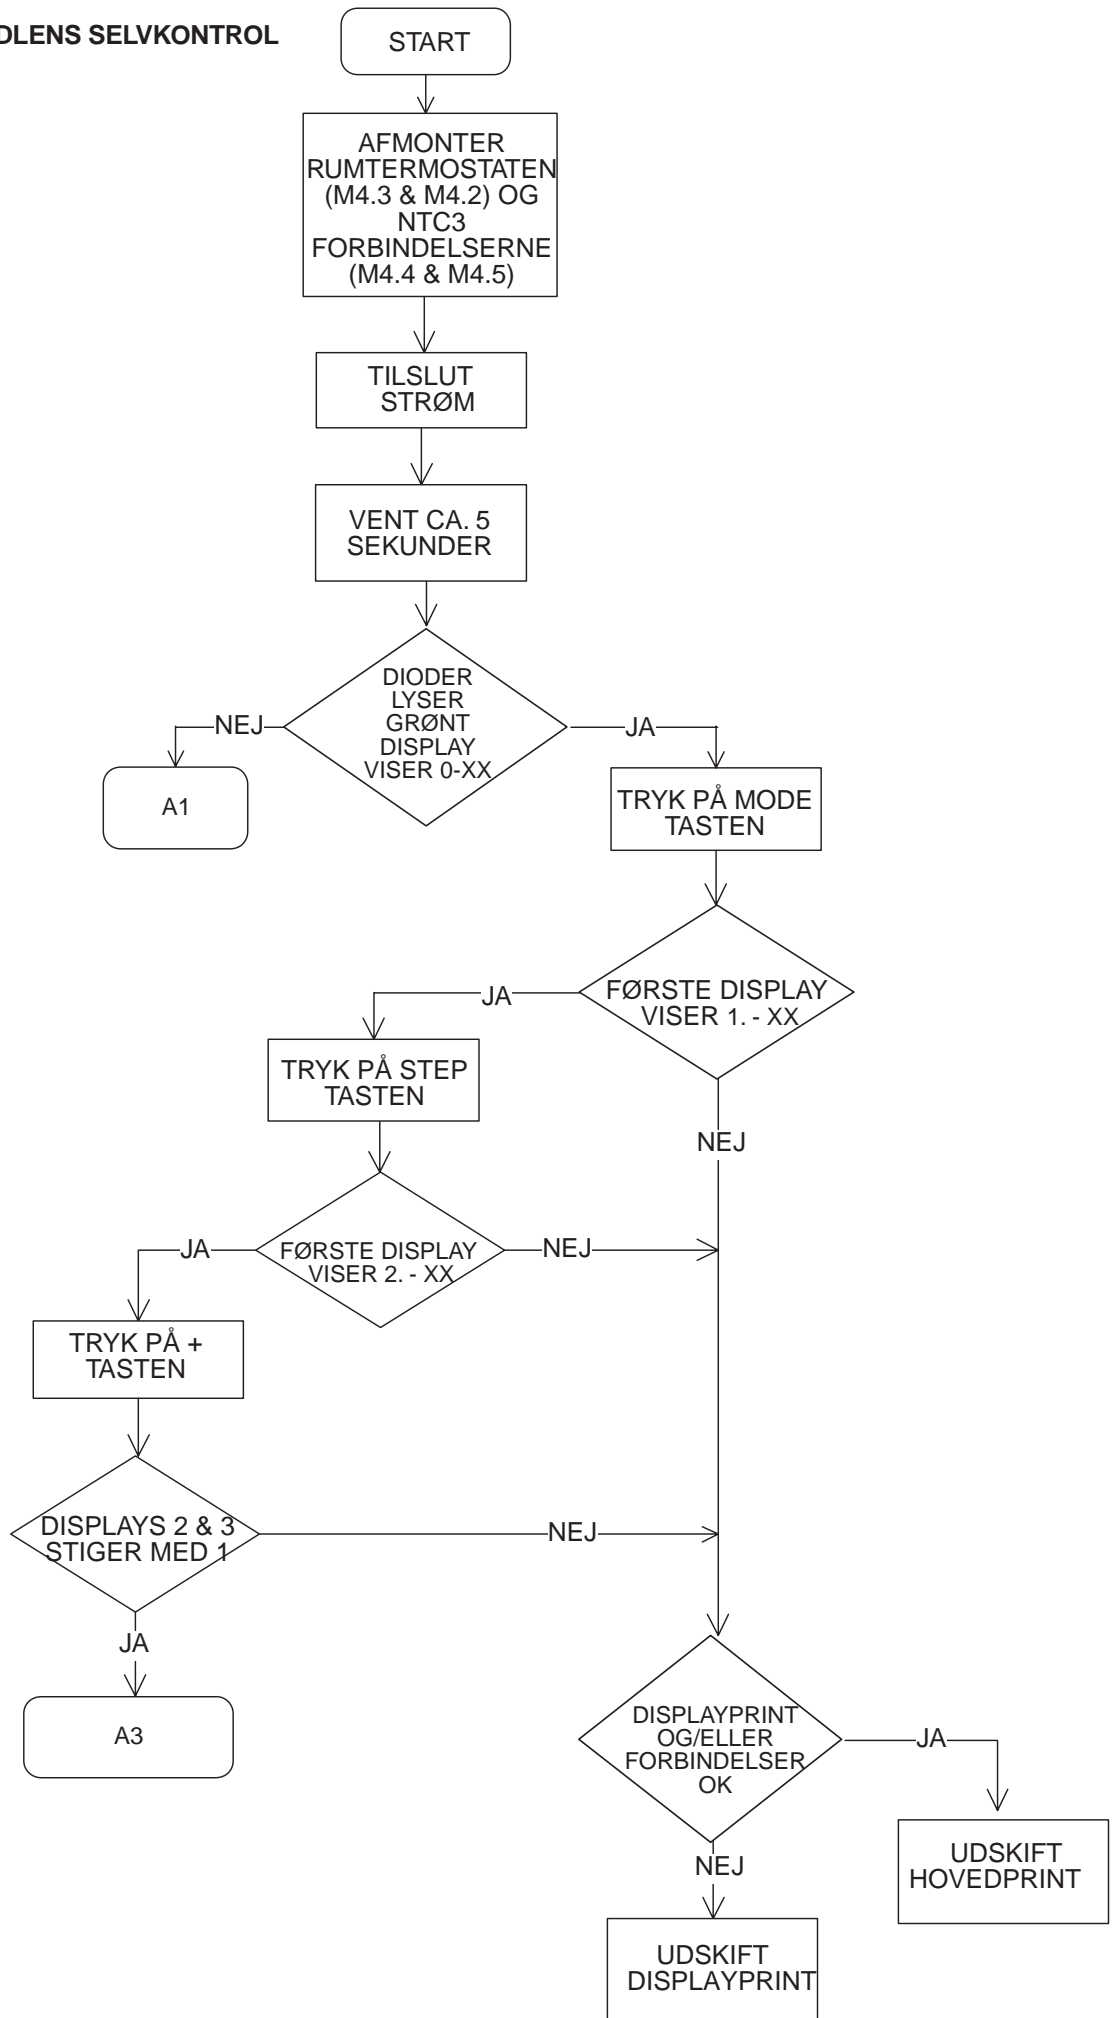 DLENS SELVKONTROL
START
AFMONTER
RUMTERMOSTATEN
(M4.3 & M4.2) OG
NTC3
FORBINDELSERNE
(M4.4 & M4.5)
TILSLUT
STRØM
VENT CA. 5
SEKUNDER
DIODER
LYSER
GRØNT
DISPLAY
VISER 0-XX
NEJ
JA
A1
TRYK PÅ MODE
TASTEN
FØRSTE DISPLAY
VISER 1. - XX
JA
NEJ
TRYK PÅ STEP
TASTEN
FØRSTE DISPLAY
VISER 2. - XX
JA
NEJ
TRYK PÅ +
TASTEN
DISPLAYS 2 & 3
STIGER MED 1
NEJ
JA
A3
DISPLAYPRINT
OG/ELLER
FORBINDELSER
OK
JA
NEJ
UDSKIFT
HOVEDPRINT
UDSKIFT
DISPLAYPRINT